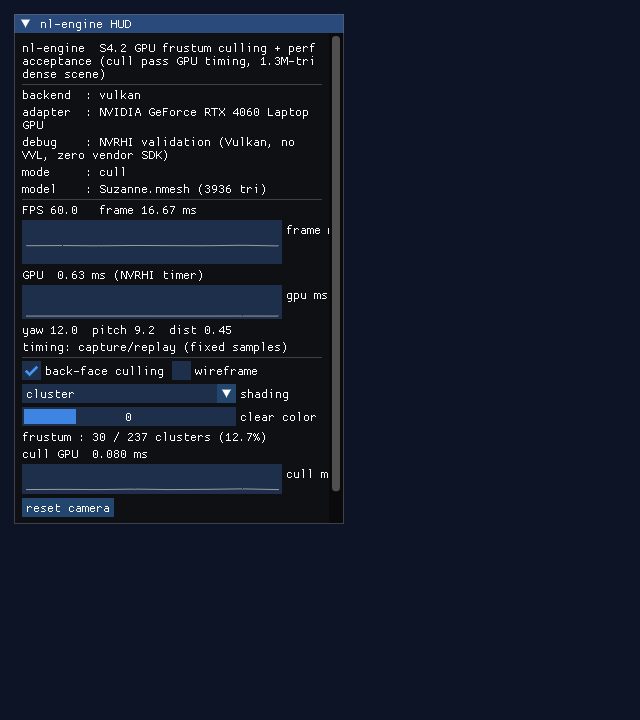 nl-engine HUD
nl-engine  S4.2 GPU frustum culling + perf
acceptance (cull pass GPU timing, 1.3M-tri
dense scene)
backend  : vulkan
adapter  : NVIDIA GeForce RTX 4060 Laptop
GPU
debug    : NVRHI validation (Vulkan, no
VVL, zero vendor SDK)
mode     : cull
model    : Suzanne.nmesh (3936 tri)
FPS 60.0   frame 16.67 ms
frame
GPU  0.63 ms (NVRHI timer)
gpu ms
yaw 12.0  pitch 9.2  dist 0.45
timing: capture/replay (fixed samples)
back-face culling  wireframe
cluster  shading
0  clear color
frustum : 30 / 237 clusters (12.7%)
cull GPU  0.080 ms
cull m
reset camera